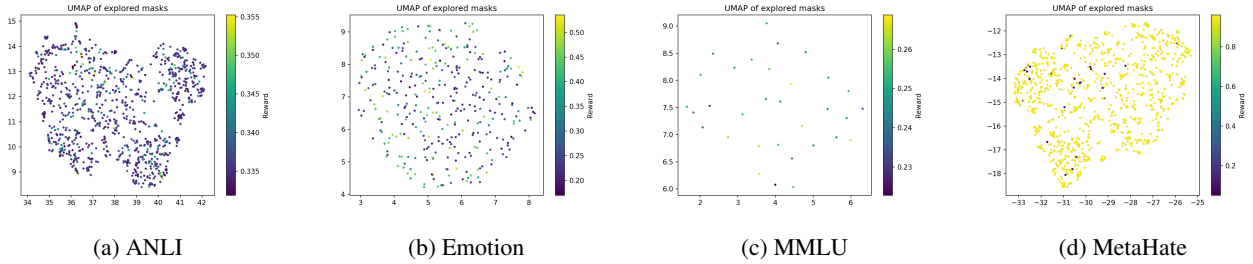 UMAP of explored masks
15
14
13
12
11
10
9
34 35 36 37 38 39 40 41 42
0.355
0.350
0.345
0.340
0.335
Reward
(a) ANLI
UMAP of explored masks
9
8
7
6
5
4
3 4 5 6 7 8
0.50
0.45
0.40
0.35
0.30
0.25
0.20
Reward
(b) Emotion
UMAP of explored masks
9.0
8.5
8.0
7.5
7.0
6.5
6.0
2 3 4 5 6
0.26
0.25
0.24
0.23
Reward
(c) MMLU
UMAP of explored masks
−12
−13
−14
−15
−16
−17
−18
−33 −32 −31 −30 −29 −28 −27 −26 −25
0.8
0.6
0.4
0.2
Reward
(d) MetaHate